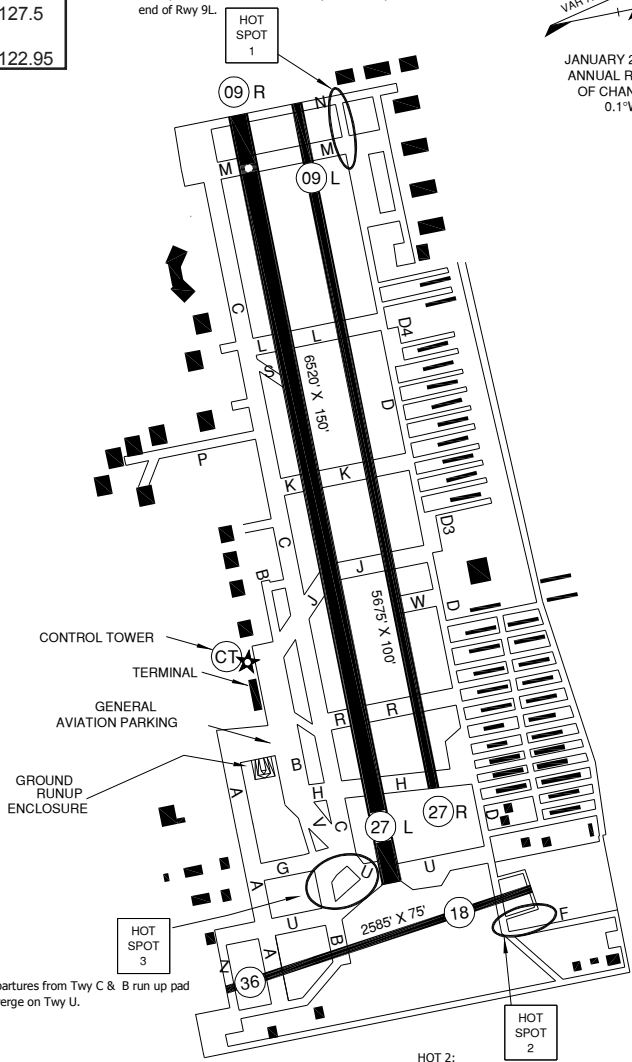 127.5
122.95
end of Rwy 9L.
HOT
SPOT
1
JANUARY 2
ANNUAL R
OF CHAN
0.1°W
VAR
09 R
N
M
M
09 L
C
L
L
S
D4
6520' X 150'
D
P
K
K
D3
C
B
J
J
W
D
5675' X 100'
CONTROL TOWER
CT
TERMINAL
R
R
GENERAL
AVIATION PARKING
GROUND
RUNUP
ENCLOSURE
A
B
H
H
V
C
27 L
27 R
D
G
U
U
A
U
B
A
Z
2585' X 75'
18
F
36
HOT
SPOT
3
partures from Twy C & B run up pad
verge on Twy U.
HOT
SPOT
2
HOT 2: